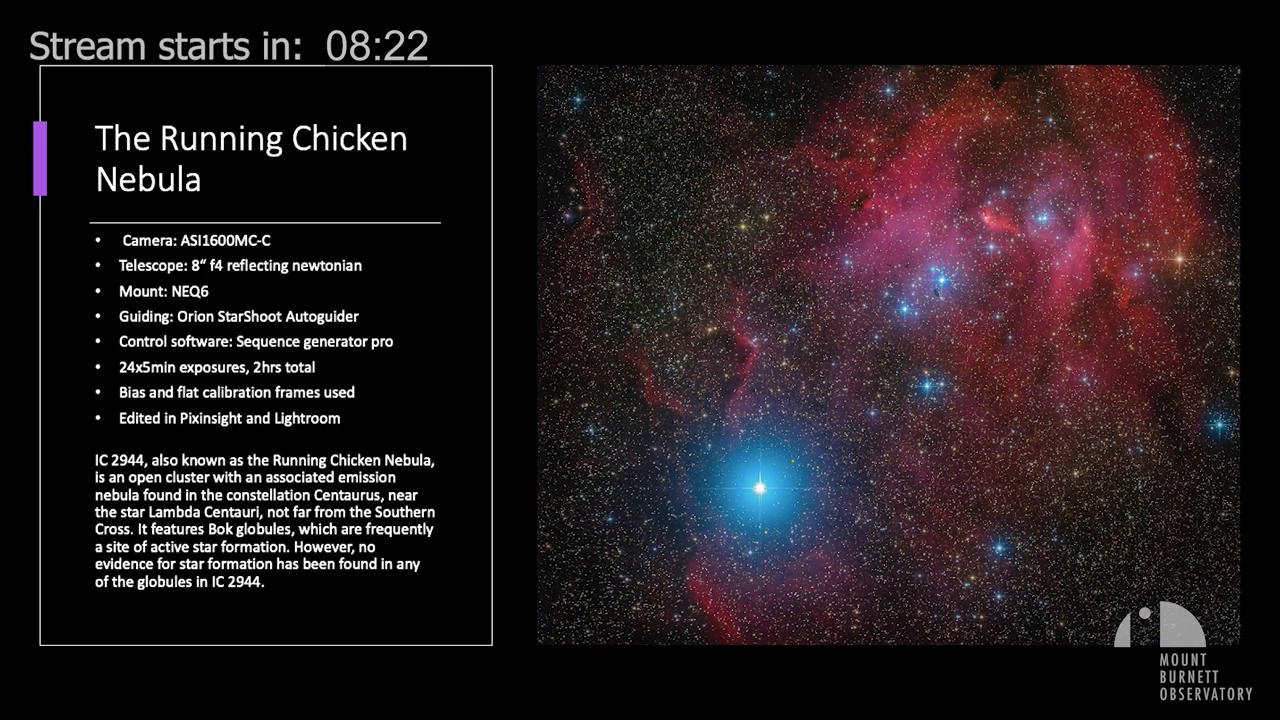 Stream starts in: 08:22
The Running Chicken
Nebula
• Camera: ASI1600MC-C
• Telescope: 8“ f4 reflecting newtonian
• Mount: NEQ6
• Guiding: Orion StarShoot Autoguider
• Control software: Sequence generator pro
• 24x5min exposures, 2hrs total
• Bias and flat calibration frames used
• Edited in Pixinsight and Lightroom
IC 2944, also known as the Running Chicken Nebula,
is an open cluster with an associated emission
nebula found in the constellation Centaurus, near
the star Lambda Centauri, not far from the Southern
Cross. It features Bok globules, which are frequently
a site of active star formation. However, no
evidence for star formation has been found in any
of the globules in IC 2944.
MOUNT
BURNETT
OBSERVATORY